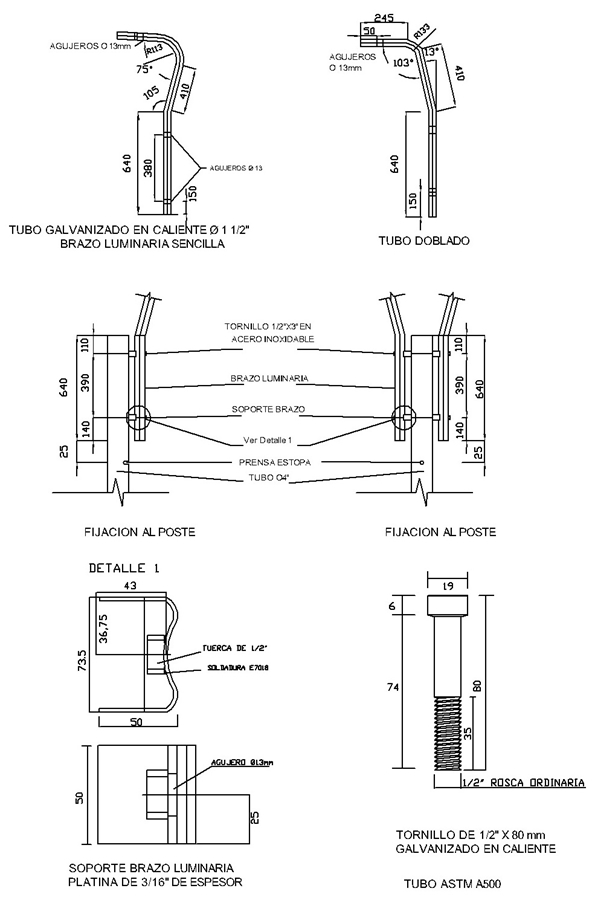 AGUJEROS O 13mm
R113
75°
410
105
640
380
AGUJEROS Ø 13
150
TUBO GALVANIZADO EN CALIENTE Ø 1 1/2"
BRAZO LUMINARIA SENCILLA
245
50
R133
AGUJEROS
O 13mm
103°
13°
410
640
150
TUBO DOBLADO
TORNILLO 1/2"X3" EN
ACERO INOXIDABLE
BRAZO LUMINARIA
SOPORTE BRAZO
Ver Detalle 1
PRENSA ESTOPA
TUBO O4"
110
640
390
140
25
110
390
640
140
25
FIJACION AL POSTE
FIJACION AL POSTE
DETALLE 1
43
36,75
73.5
TUERCA DE 1/2"
SOLDADURA E7018
50
AGUJERO Ø13mm
50
25
SOPORTE BRAZO LUMINARIA
PLATINA DE 3/16" DE ESPESOR
19
6
74
80
35
1/2" ROSCA ORDINARIA
TORNILLO DE 1/2" X 80 mm
GALVANIZADO EN CALIENTE
TUBO ASTM A500